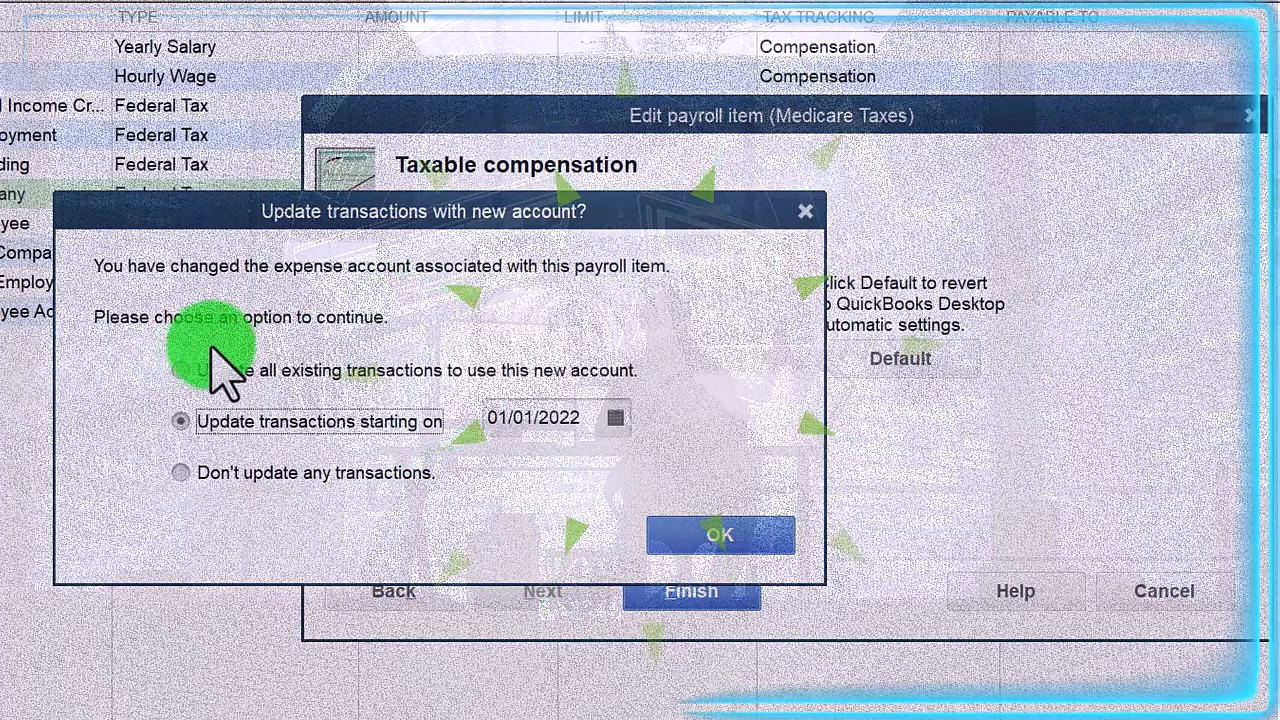 TYPE AMOUNT LIMIT TAX TRACKING PAYABLE TO
Yearly Salary Compensation
Hourly Wage Compensation
Income Cr... Federal Tax
Edit payroll item (Medicare Taxes)
oyment Federal Tax
ding Federal Tax
Taxable compensation
any Federal
Update transactions with new account?
yee
You have changed the expense account associated with this payroll item.
Compa
Employ
Click Default to revert
QuickBooks Desktop
yee Ac
Please choose an option to continue.
utomatic settings.
Default
all existing transactions to use this new account.
Update transactions starting on 01/01/2022
Don't update any transactions.
OK
Back Next Finish Help Cancel